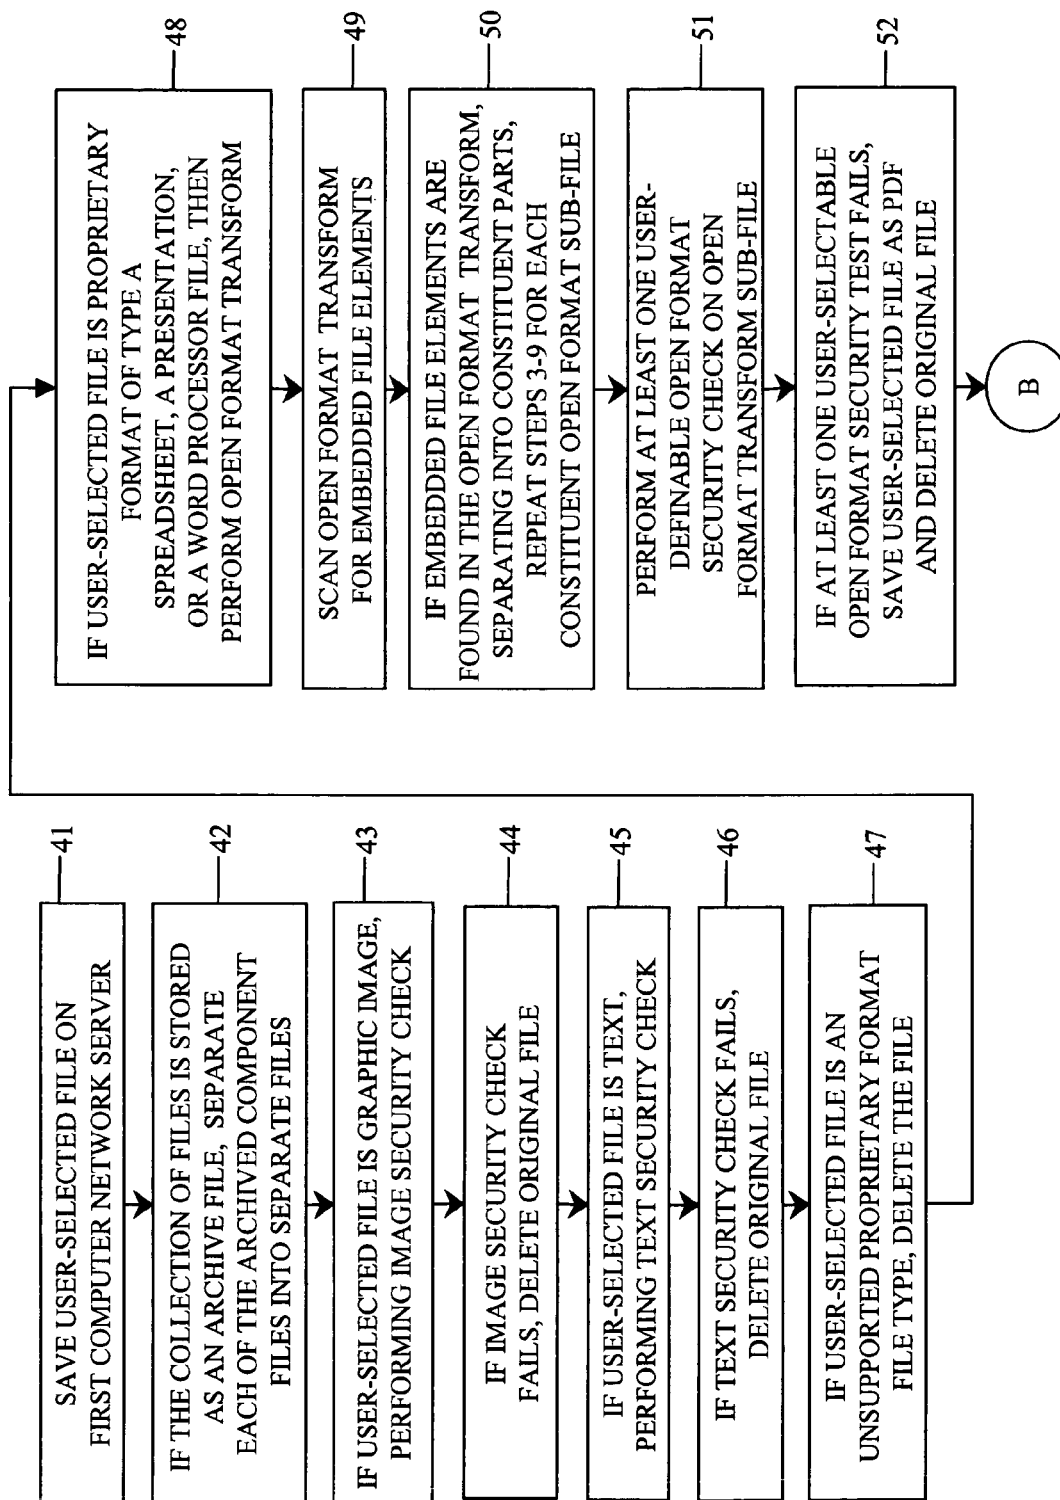 SAVE USER-SELECTED FILE ON
FIRST COMPUTER NETWORK SERVER
41
IF THE COLLECTION OF FILES IS STORED
AS AN ARCHIVE FILE, SEPARATE
EACH OF THE ARCHIVED COMPONENT
FILES INTO SEPARATE FILES
42
IF USER-SELECTED FILE IS GRAPHIC IMAGE,
PERFORMING IMAGE SECURITY CHECK
43
IF IMAGE SECURITY CHECK
FAILS, DELETE ORIGINAL FILE
44
IF USER-SELECTED FILE IS TEXT,
PERFORMING TEXT SECURITY CHECK
45
IF TEXT SECURITY CHECK FAILS,
DELETE ORIGINAL FILE
46
IF USER-SELECTED FILE IS AN
UNSUPPORTED PROPRIETARY FORMAT
FILE TYPE, DELETE THE FILE
47
IF USER-SELECTED FILE IS PROPRIETARY
FORMAT OF TYPE A
SPREADSHEET, A PRESENTATION,
OR A WORD PROCESSOR FILE, THEN
PERFORM OPEN FORMAT TRANSFORM
48
SCAN OPEN FORMAT TRANSFORM
FOR EMBEDDED FILE ELEMENTS
49
IF EMBEDDED FILE ELEMENTS ARE
FOUND IN THE OPEN FORMAT TRANSFORM,
SEPARATING INTO CONSTITUENT PARTS,
REPEAT STEPS 3-9 FOR EACH
CONSTITUENT OPEN FORMAT SUB-FILE
50
PERFORM AT LEAST ONE USER-
DEFINABLE OPEN FORMAT
SECURITY CHECK ON OPEN
FORMAT TRANSFORM SUB-FILE
51
IF AT LEAST ONE USER-SELECTABLE
OPEN FORMAT SECURITY TEST FAILS,
SAVE USER-SELECTED FILE AS PDF
AND DELETE ORIGINAL FILE
52
B